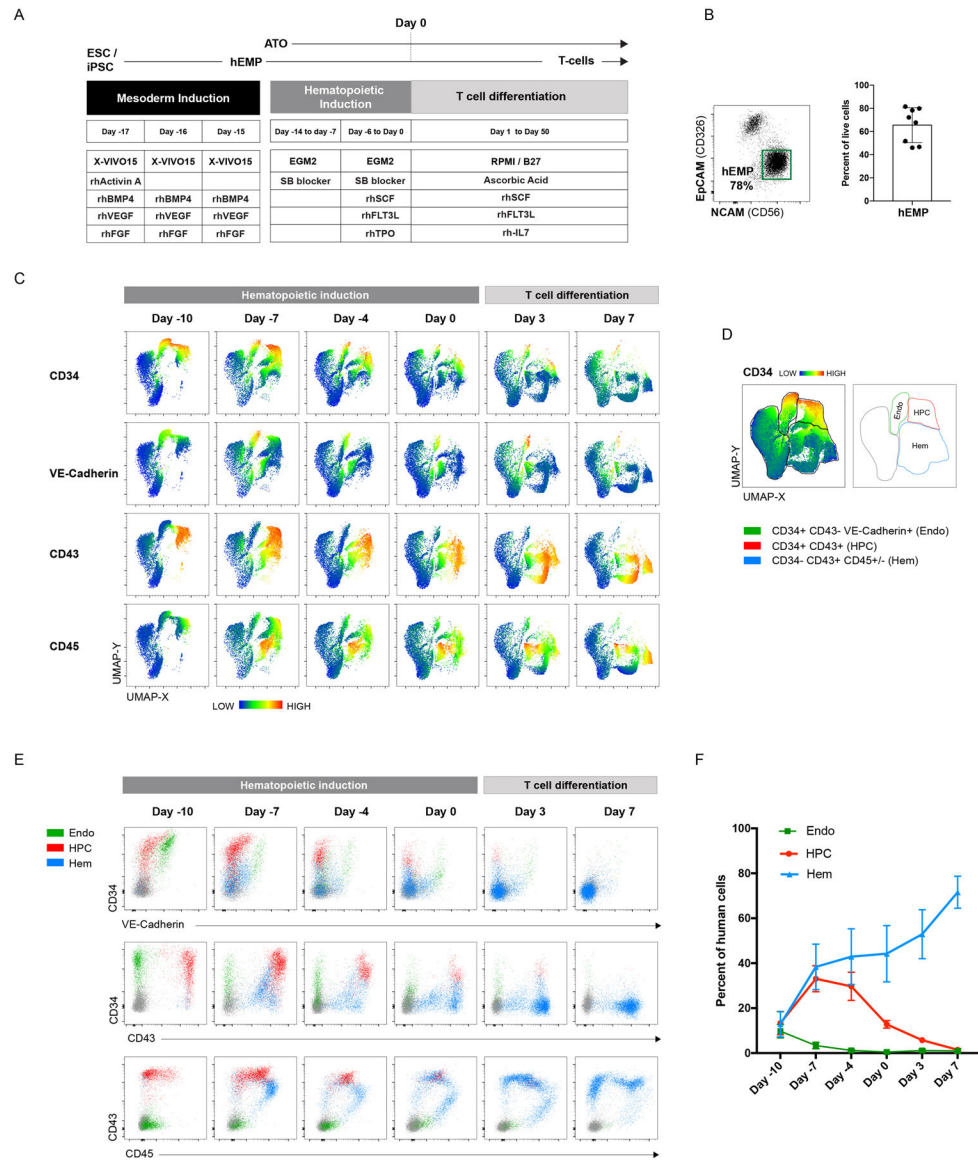 A
Day 0
ATO
ESC /
iPSC
hEMP
T-cells
Mesoderm Induction
Hematopoietic
Induction
T cell differentiation
Day -17 Day -16 Day -15 Day -14 to day -7 Day -6 to Day 0 Day 1 to Day 50
X-VIVO15 X-VIVO15 X-VIVO15 EGM2 EGM2 RPMI / B27
rhActivin A SB blocker SB blocker Ascorbic Acid
rhBMP4 rhBMP4 rhBMP4 rhSCF rhSCF
rhVEGF rhVEGF rhVEGF rhFLT3L rhFLT3L
rhFGF rhFGF rhFGF rhTPO rh-IL7
B
EpCAM (CD326)
hEMP
78%
NCAM (CD56)
Percent of live cells
100
80
60
40
20
0
hEMP
C
Hematopoietic induction T cell differentiation
Day -10 Day -7 Day -4 Day 0 Day 3 Day 7
CD34
VE-Cadherin
CD43
CD45
UMAP-Y
UMAP-X
LOW HIGH
D
CD34 LOW HIGH
Endo
HPC
Hem
UMAP-Y
UMAP-X
CD34+ CD43- VE-Cadherin+ (Endo)
CD34+ CD43+ (HPC)
CD34- CD43+ CD45+/- (Hem)
E
Hematopoietic induction T cell differentiation
Day -10 Day -7 Day -4 Day 0 Day 3 Day 7
Endo
HPC
Hem
CD34
VE-Cadherin
CD34
CD43
CD43
CD45
F
Endo
HPC
Hem
Percent of human cells
100
80
60
40
20
0
Day -10 Day -7 Day -4 Day 0 Day 3 Day 7